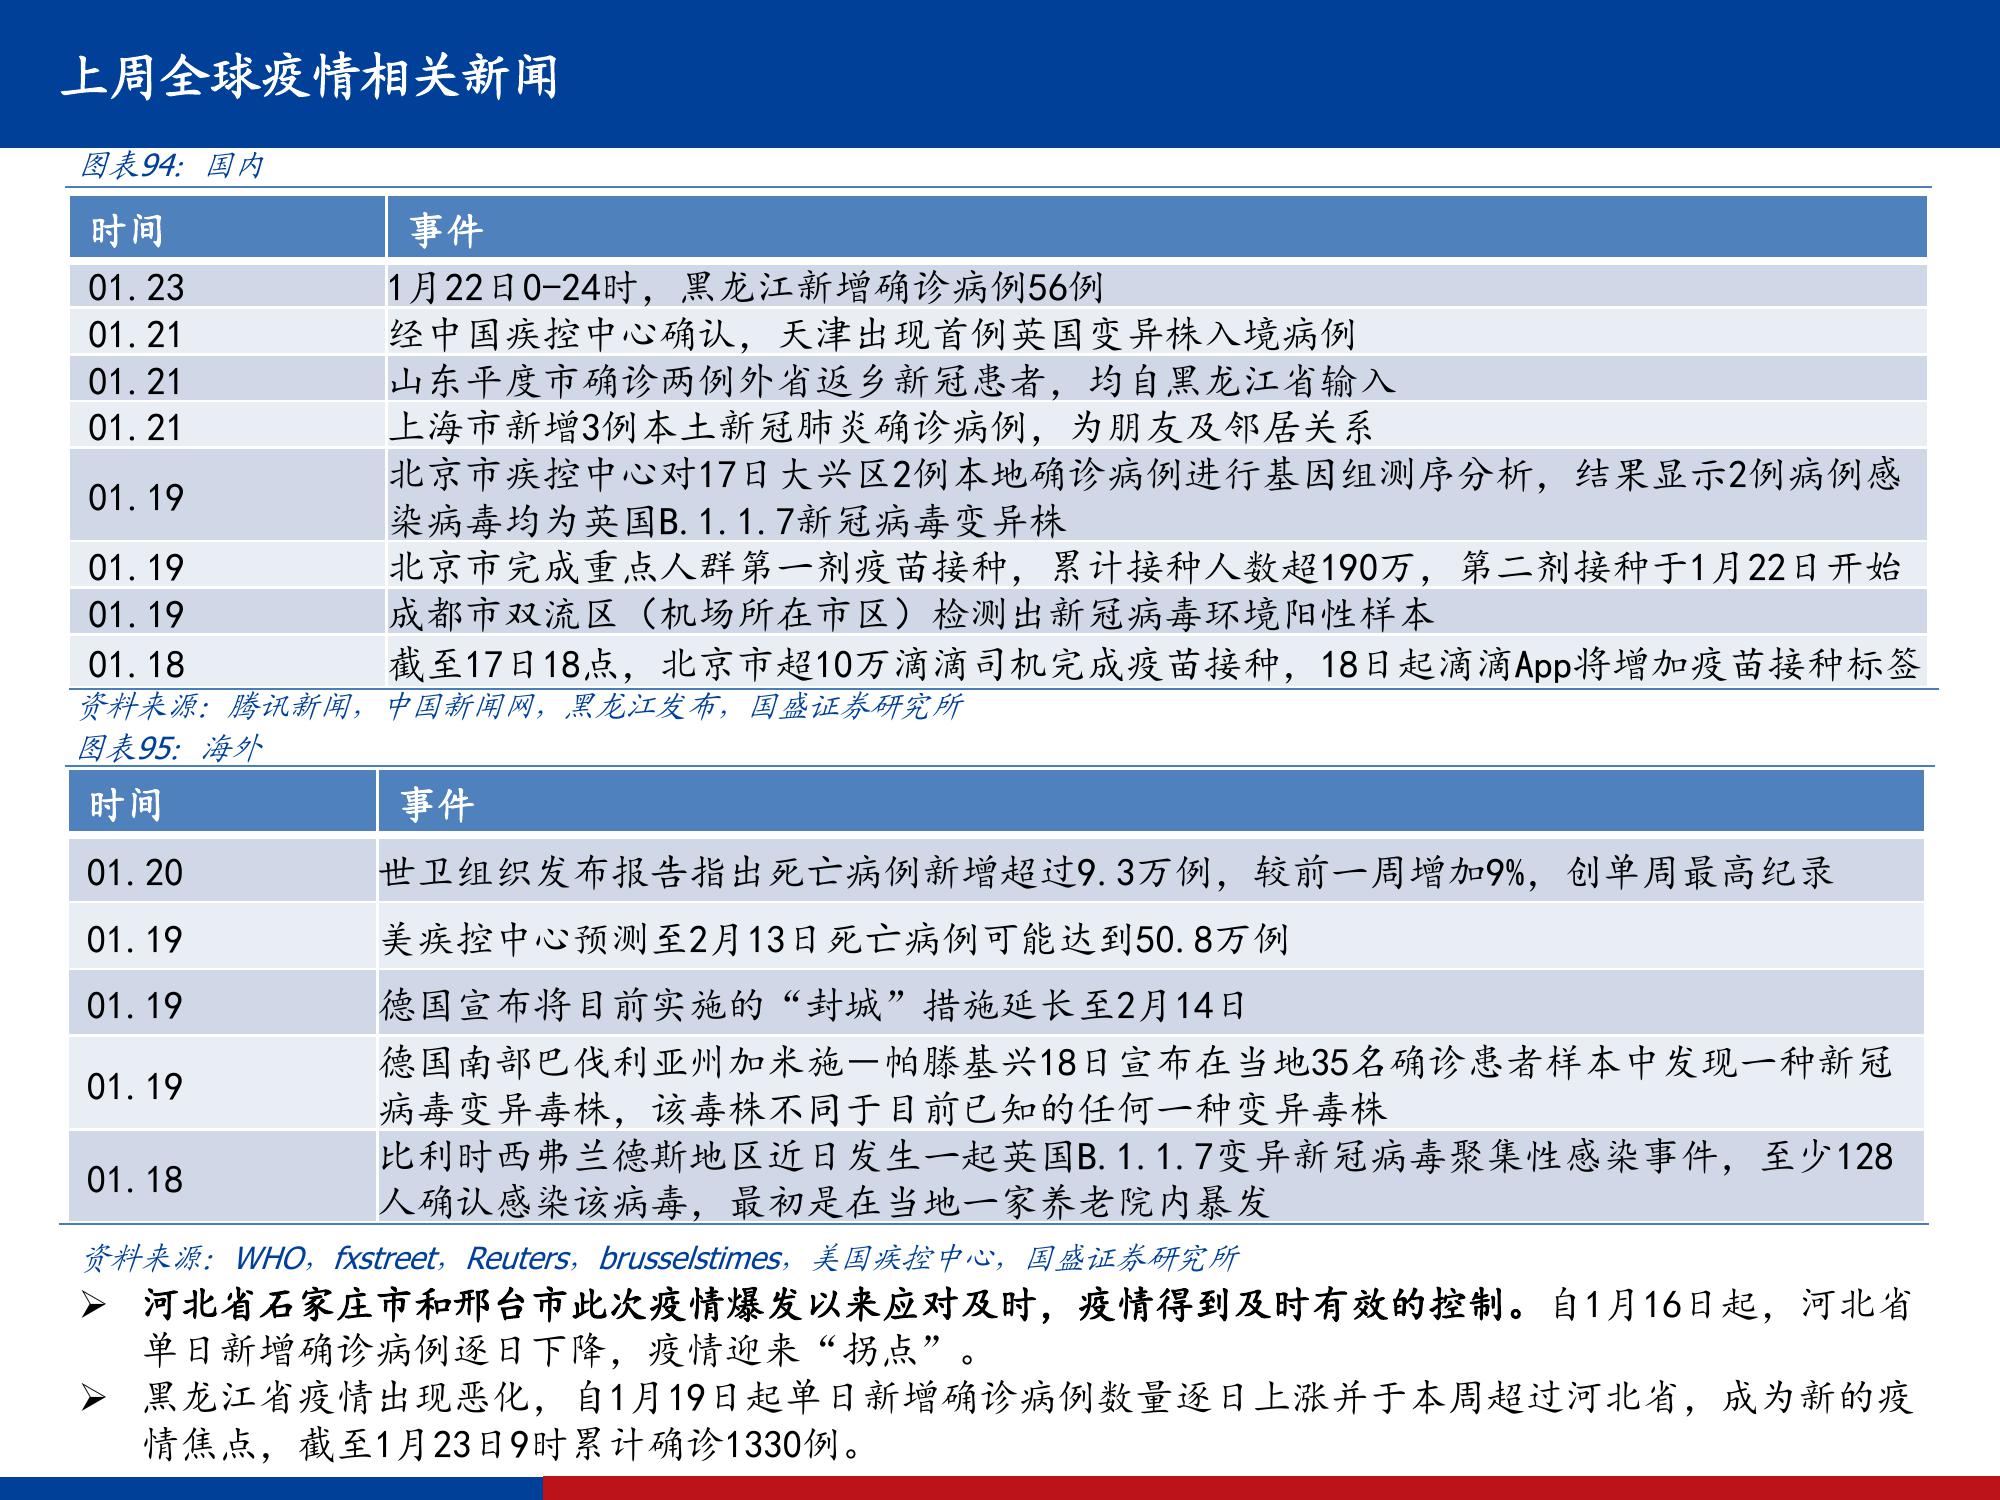 上周全球疫情相关新闻
图表94: 国内
时间 事件
01.23 1月22日0-24时，黑龙江新增确诊病例56例
01.21 经中国疾控中心确认，天津出现首例英国变异株入境病例
01.21 山东平度市确诊两例外省返乡新冠患者，均自黑龙江省输入
01.21 上海市新增3例本土新冠肺炎确诊病例，为朋友及邻居关系
01.19 北京市疾控中心对17日大兴区2例本地确诊病例进行基因组测序分析，结果显示2例病例感
染病毒均为英国B.1.1.7新冠病毒变异株
01.19 北京市完成重点人群第一剂疫苗接种，累计接种人数超190万，第二剂接种于1月22日开始
01.19 成都市双流区（机场所在市区）检测出新冠病毒环境阳性样本
01.18 截至17日18点，北京市超10万滴滴司机完成疫苗接种，18日起滴滴App将增加疫苗接种标签
资料来源：腾讯新闻，中国新闻网，黑龙江发布，国盛证券研究所
图表95: 海外
时间 事件
01.20 世卫组织发布报告指出死亡病例新增超过9.3万例，较前一周增加9%，创单周最高纪录
01.19 美疾控中心预测至2月13日死亡病例可能达到50.8万例
01.19 德国宣布将目前实施的“封城”措施延长至2月14日
01.19 德国南部巴伐利亚州加米施－帕滕基兴18日宣布在当地35名确诊患者样本中发现一种新冠
病毒变异毒株，该毒株不同于目前已知的任何一种变异毒株
01.18 比利时西弗兰德斯地区近日发生一起英国B.1.1.7变异新冠病毒聚集性感染事件，至少128
人确认感染该病毒，最初是在当地一家养老院内暴发
资料来源：WHO，fxstreet，Reuters，brusselstimes，美国疾控中心，国盛证券研究所
➢ 河北省石家庄市和邢台市此次疫情爆发以来应对及时，疫情得到及时有效的控制。自1月16日起，河北省
单日新增确诊病例逐日下降，疫情迎来“拐点”。
➢ 黑龙江省疫情出现恶化，自1月19日起单日新增确诊病例数量逐日上涨并于本周超过河北省，成为新的疫
情焦点，截至1月23日9时累计确诊1330例。